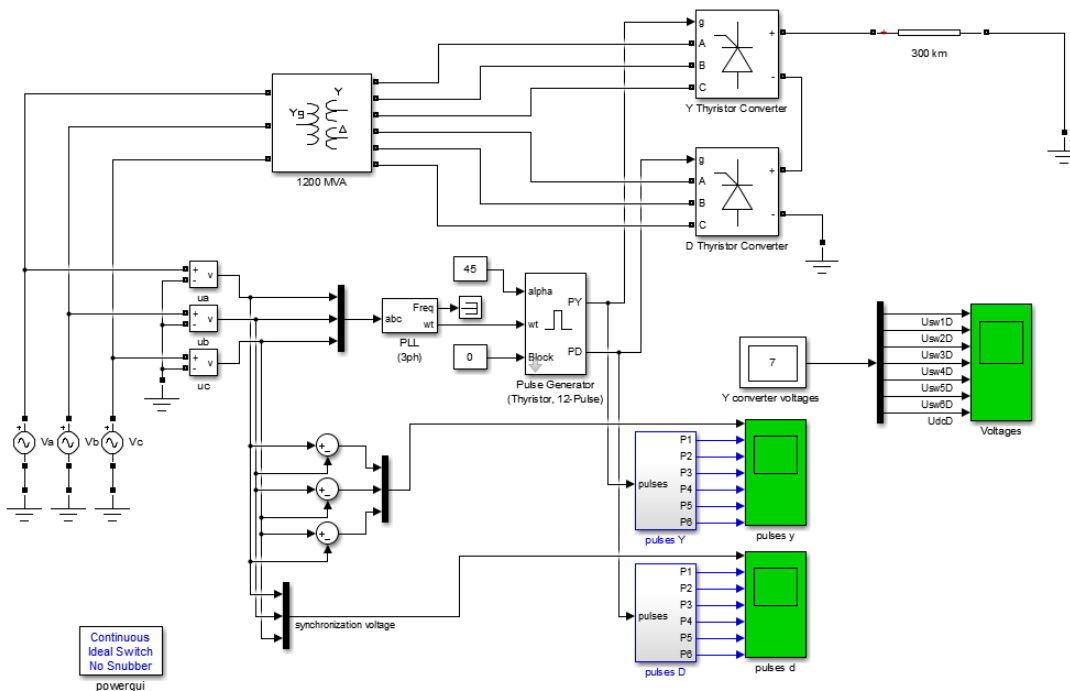 g
A
B
C
+
-
Y Thyristor Converter
300 km
Yg
Y
Δ
1200 MVA
g
A
B
C
+
-
D Thyristor Converter
+
-
v
ua
+
-
v
ub
+
-
v
uc
abc
Freq
wt
PLL
(3ph)
45
0
alpha
wt
Block
PY
PD
Pulse Generator
(Thyristor, 12-Pulse)
7
Y converter voltages
Usw1D
Usw2D
Usw3D
Usw4D
Usw5D
Usw6D
UdcD
Voltages
+
Va
+
Vb
+
Vc
+
-
+
-
+
-
pulses
P1
P2
P3
P4
P5
P6
pulses Y
pulses y
synchronization voltage
pulses
P1
P2
P3
P4
P5
P6
pulses D
pulses d
Continuous
Ideal Switch
No Snubber
powergui